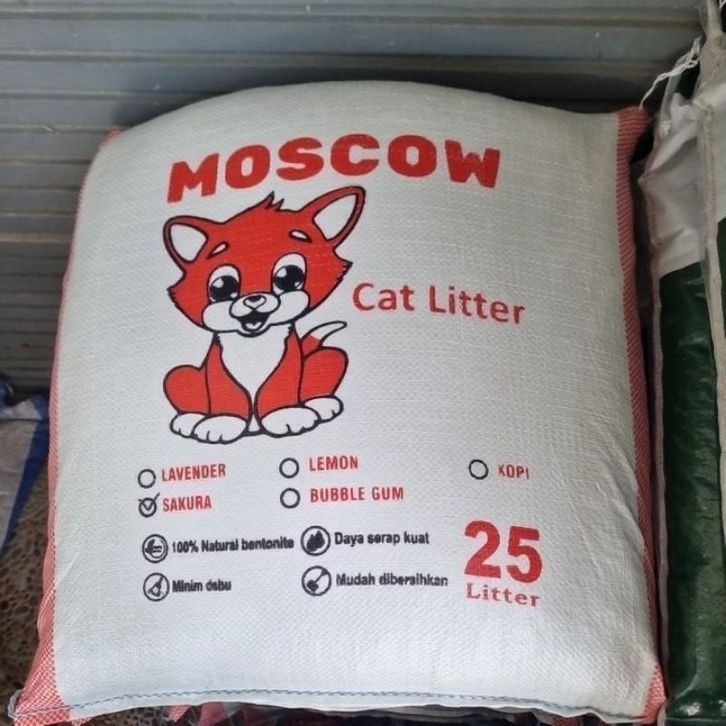 MOSCOW
Cat Litter
LAVENDER
LEMON
KOPI
SAKURA
BUBBLE GUM
100% Natural bentonite
Daya serap kuat
Minim debu
Mudah dibersihkan
25
Litter